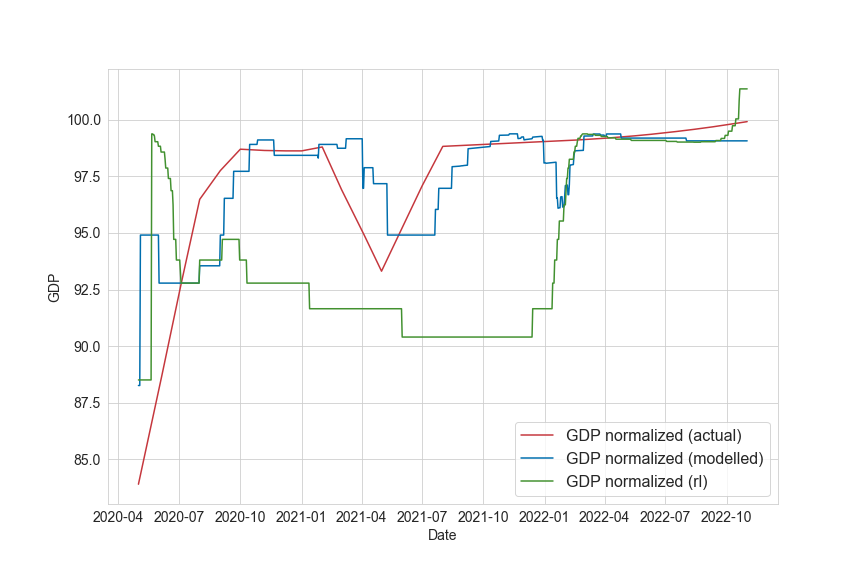 100.0
97.5
95.0
92.5
90.0
87.5
85.0
GDP
GDP normalized (actual)
GDP normalized (modelled)
GDP normalized (rl)
2020-04 2020-07 2020-10 2021-01 2021-04 2021-07 2021-10 2022-01 2022-04 2022-07 2022-10
Date